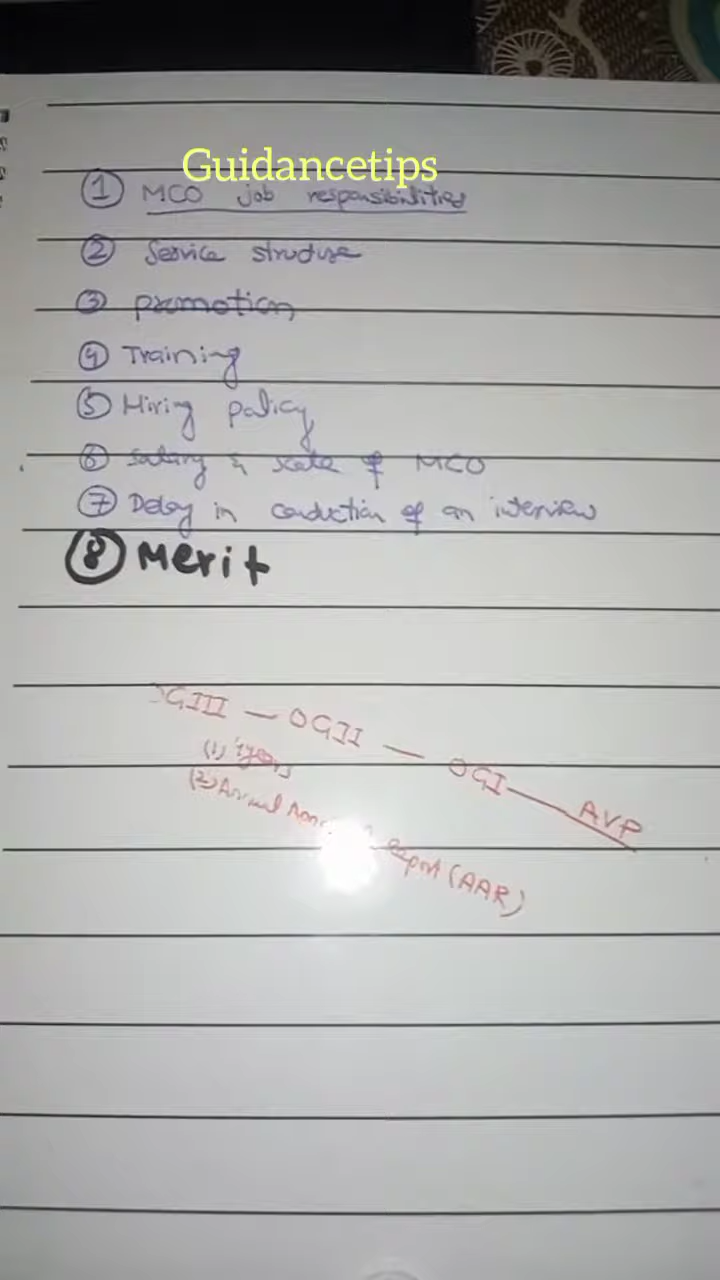 Guidancetips
① MCO job responsibilities
② Service structure
③ promotion
④ Training
⑤ Hiring policy
⑥ Salary & scale of MCO
⑦ Delay in conduction of an interview
⑧ Merit
OGIII — OGII — OGI — AVP
(1) years
(2) Annual Report (AAR)